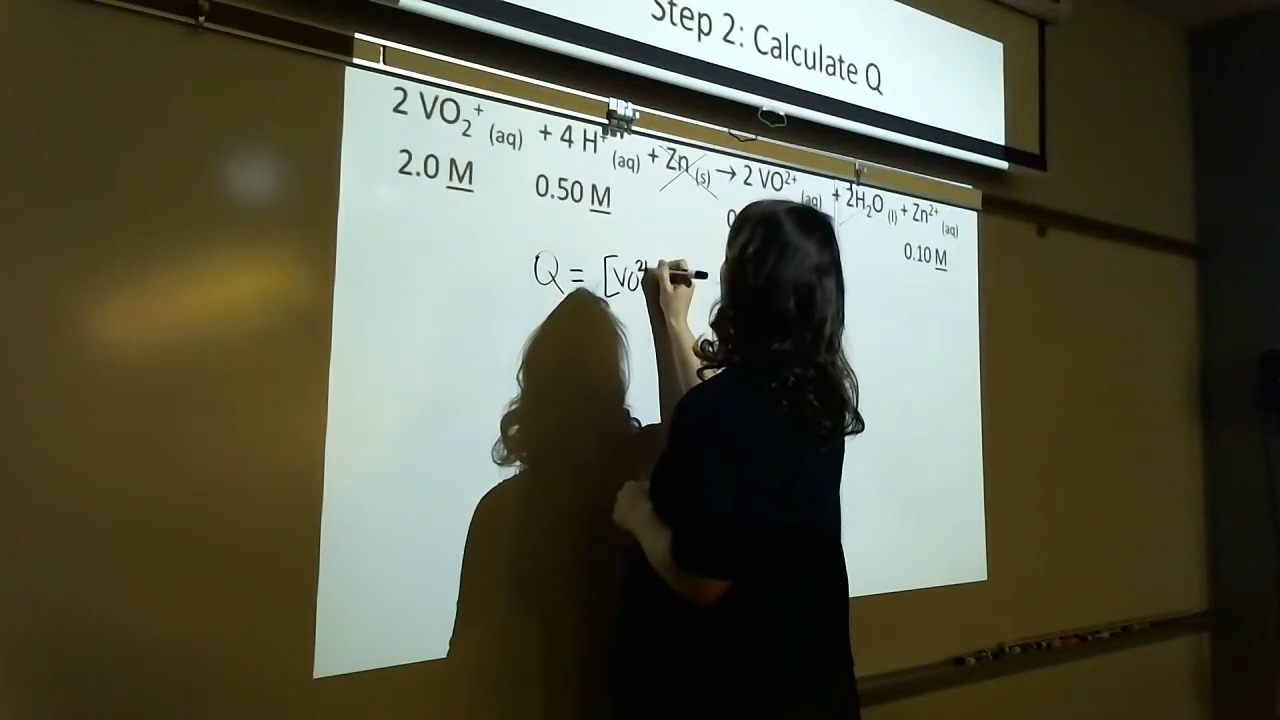 Step 2: Calculate Q
2 VO₂⁺ (aq) + 4 H⁺ (aq) + Zn (s) → 2 VO²⁺ (aq) + 2H₂O (l) + Zn²⁺ (aq)
2.0 M 0.50 M 0.10 M
Q = [VO²⁺